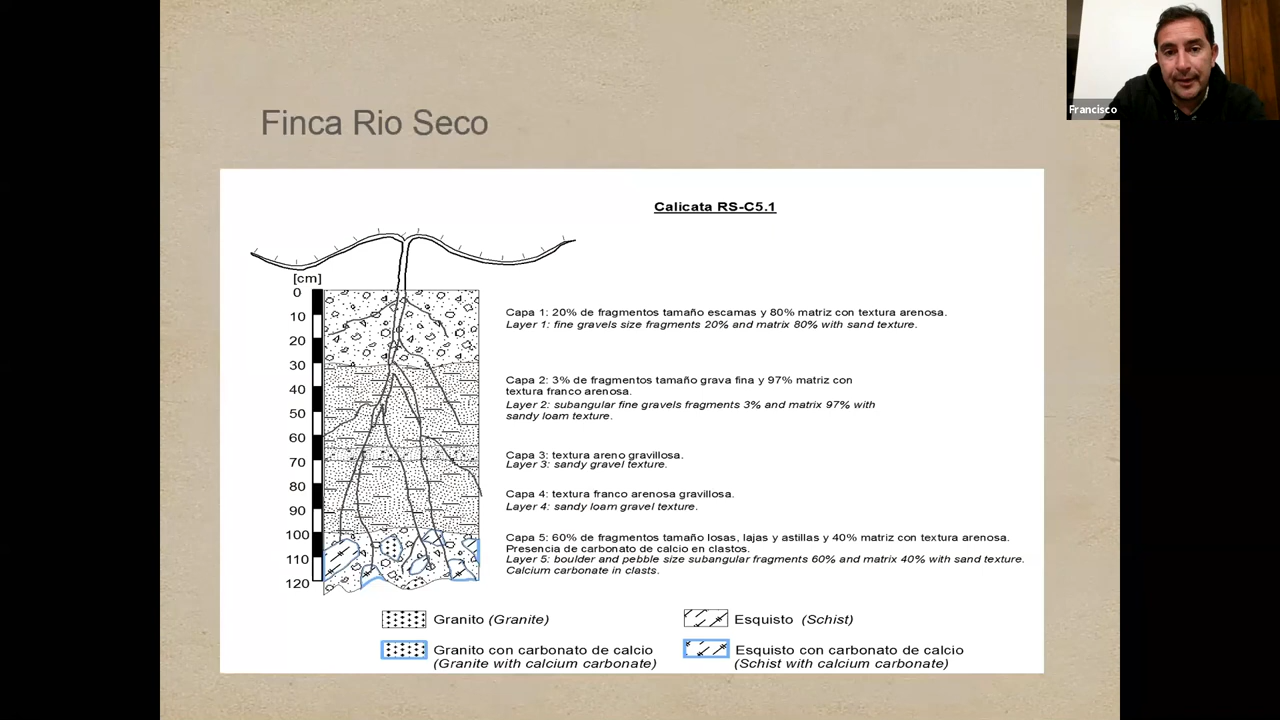 Francisco
Finca Rio Seco
Calicata RS-C5.1
[cm]
0
10
20
30
40
50
60
70
80
90
100
110
120
Capa 1: 20% de fragmentos tamaño escamas y 80% matriz con textura arenosa.
Layer 1: fine gravels size fragments 20% and matrix 80% with sand texture.
Capa 2: 3% de fragmentos tamaño grava fina y 97% matriz con
textura franco arenosa.
Layer 2: subangular fine gravels fragments 3% and matrix 97% with
sandy loam texture.
Capa 3: textura areno gravillosa.
Layer 3: sandy gravel texture.
Capa 4: textura franco arenosa gravillosa.
Layer 4: sandy loam gravel texture.
Capa 5: 60% de fragmentos tamaño losas, lajas y astillas y 40% matriz con textura arenosa.
Presencia de carbonato de calcio en clastos.
Layer 5: boulder and pebble size subangular fragments 60% and matrix 40% with sand texture.
Calcium carbonate in clasts.
Granito (Granite)
Esquisto (Schist)
Granito con carbonato de calcio
(Granite with calcium carbonate)
Esquisto con carbonato de calcio
(Schist with calcium carbonate)